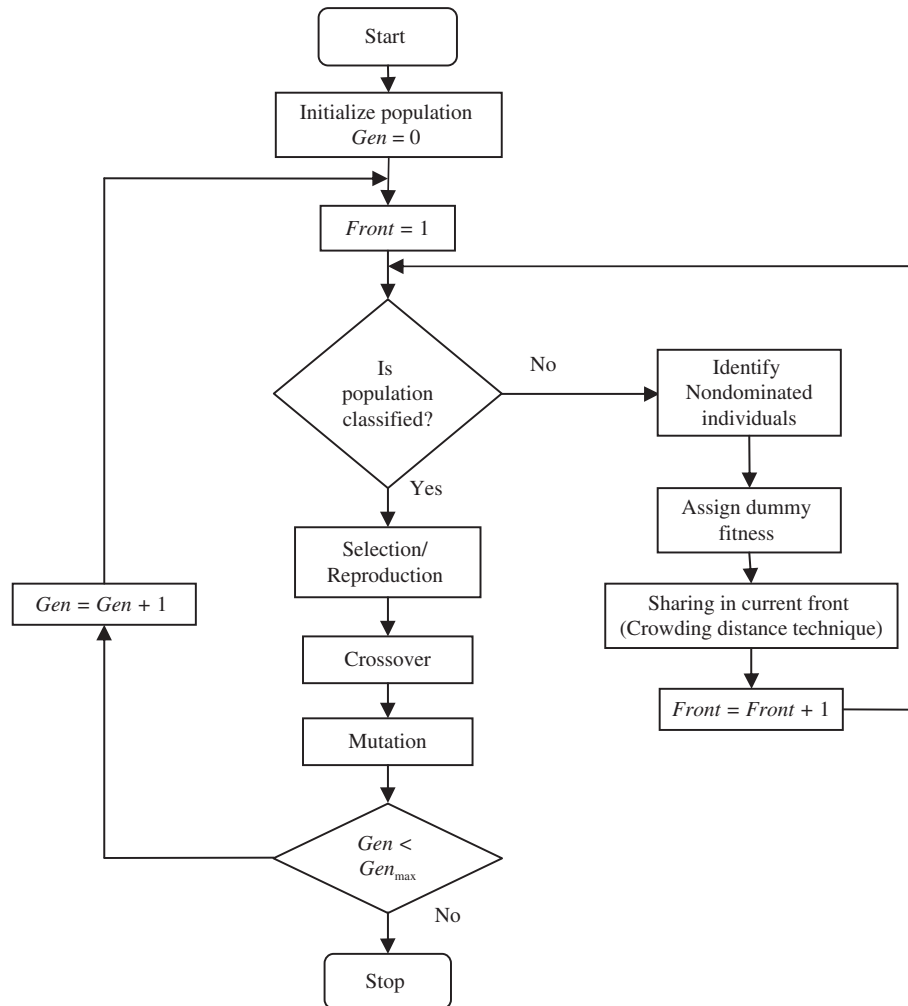 Start
Initialize population
Gen = 0
Front = 1
Is
population
classified?
No
Identify
Nondominated
individuals
Yes
Assign dummy
fitness
Selection/
Reproduction
Gen = Gen + 1
Sharing in current front
(Crowding distance technique)
Crossover
Front = Front + 1
Mutation
Gen <
Genmax
No
Stop